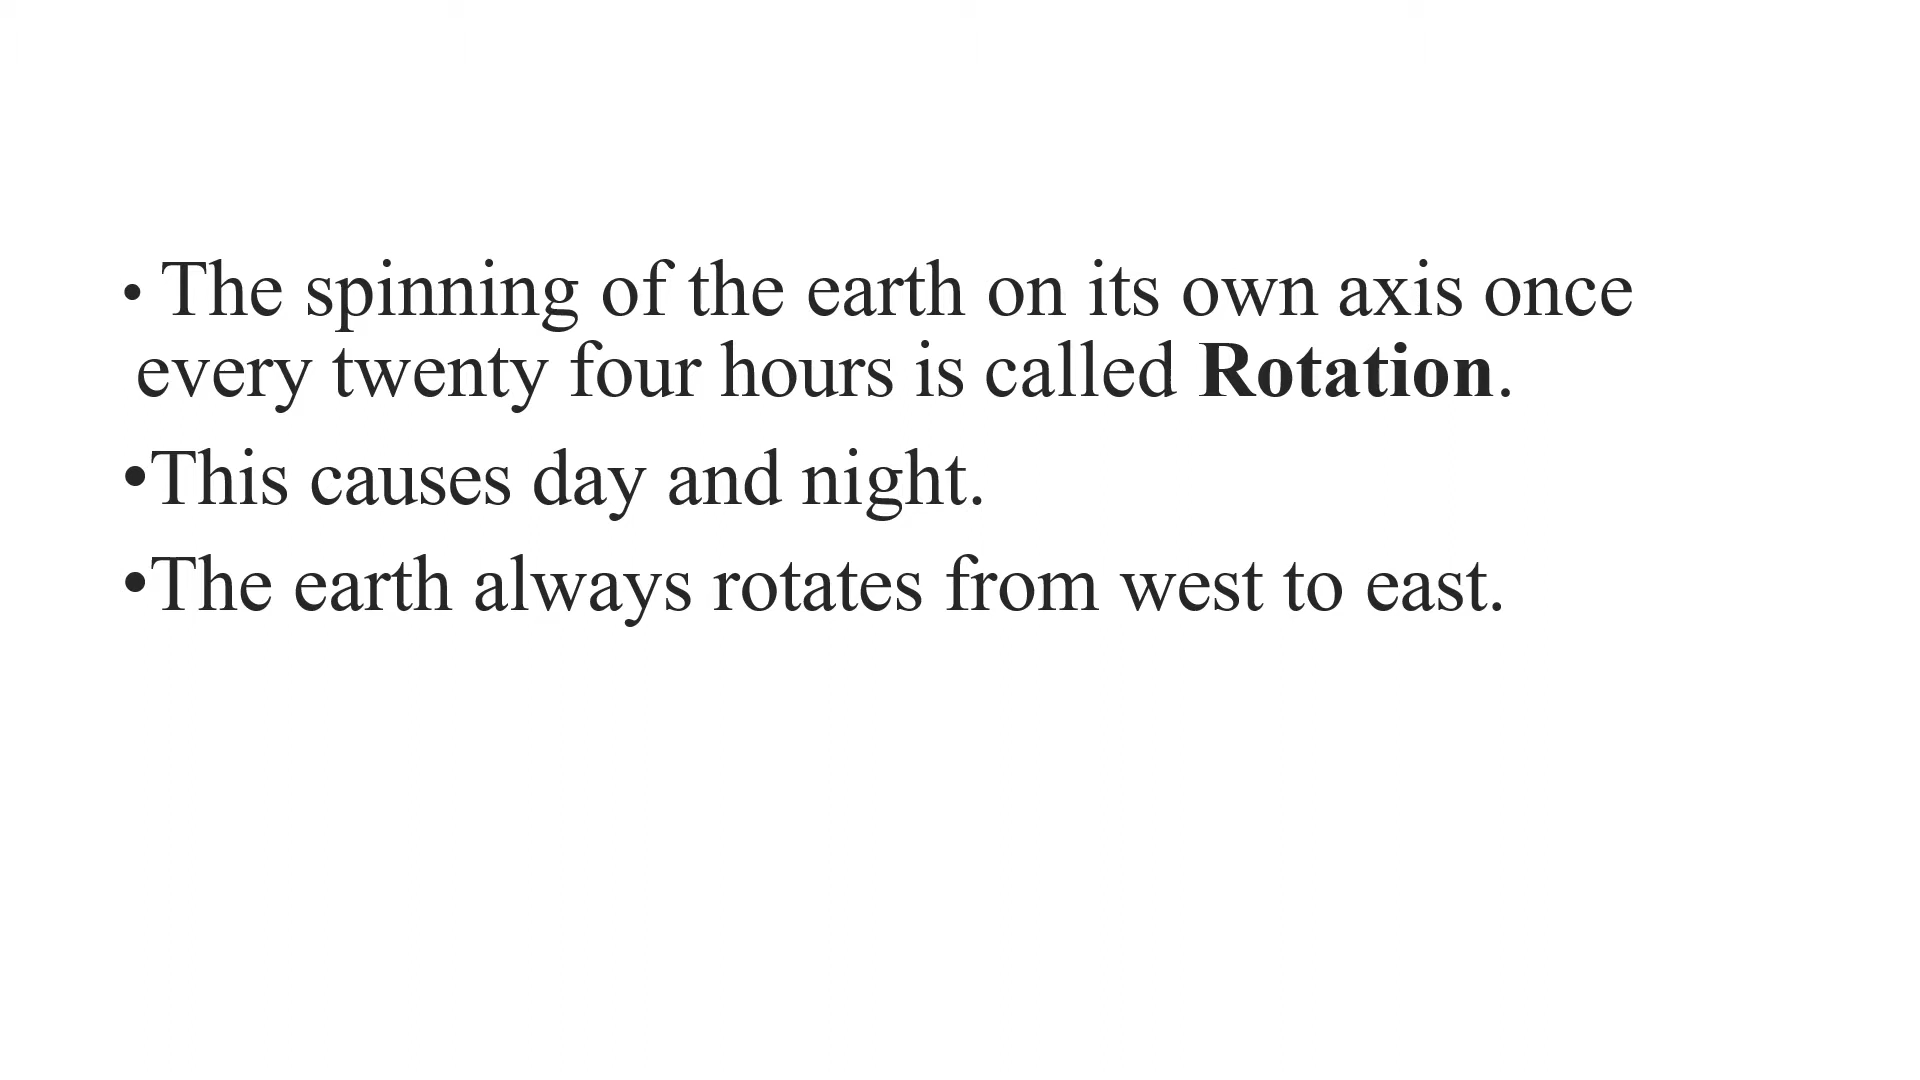 • The spinning of the earth on its own axis once
every twenty four hours is called Rotation.
•This causes day and night.
•The earth always rotates from west to east.